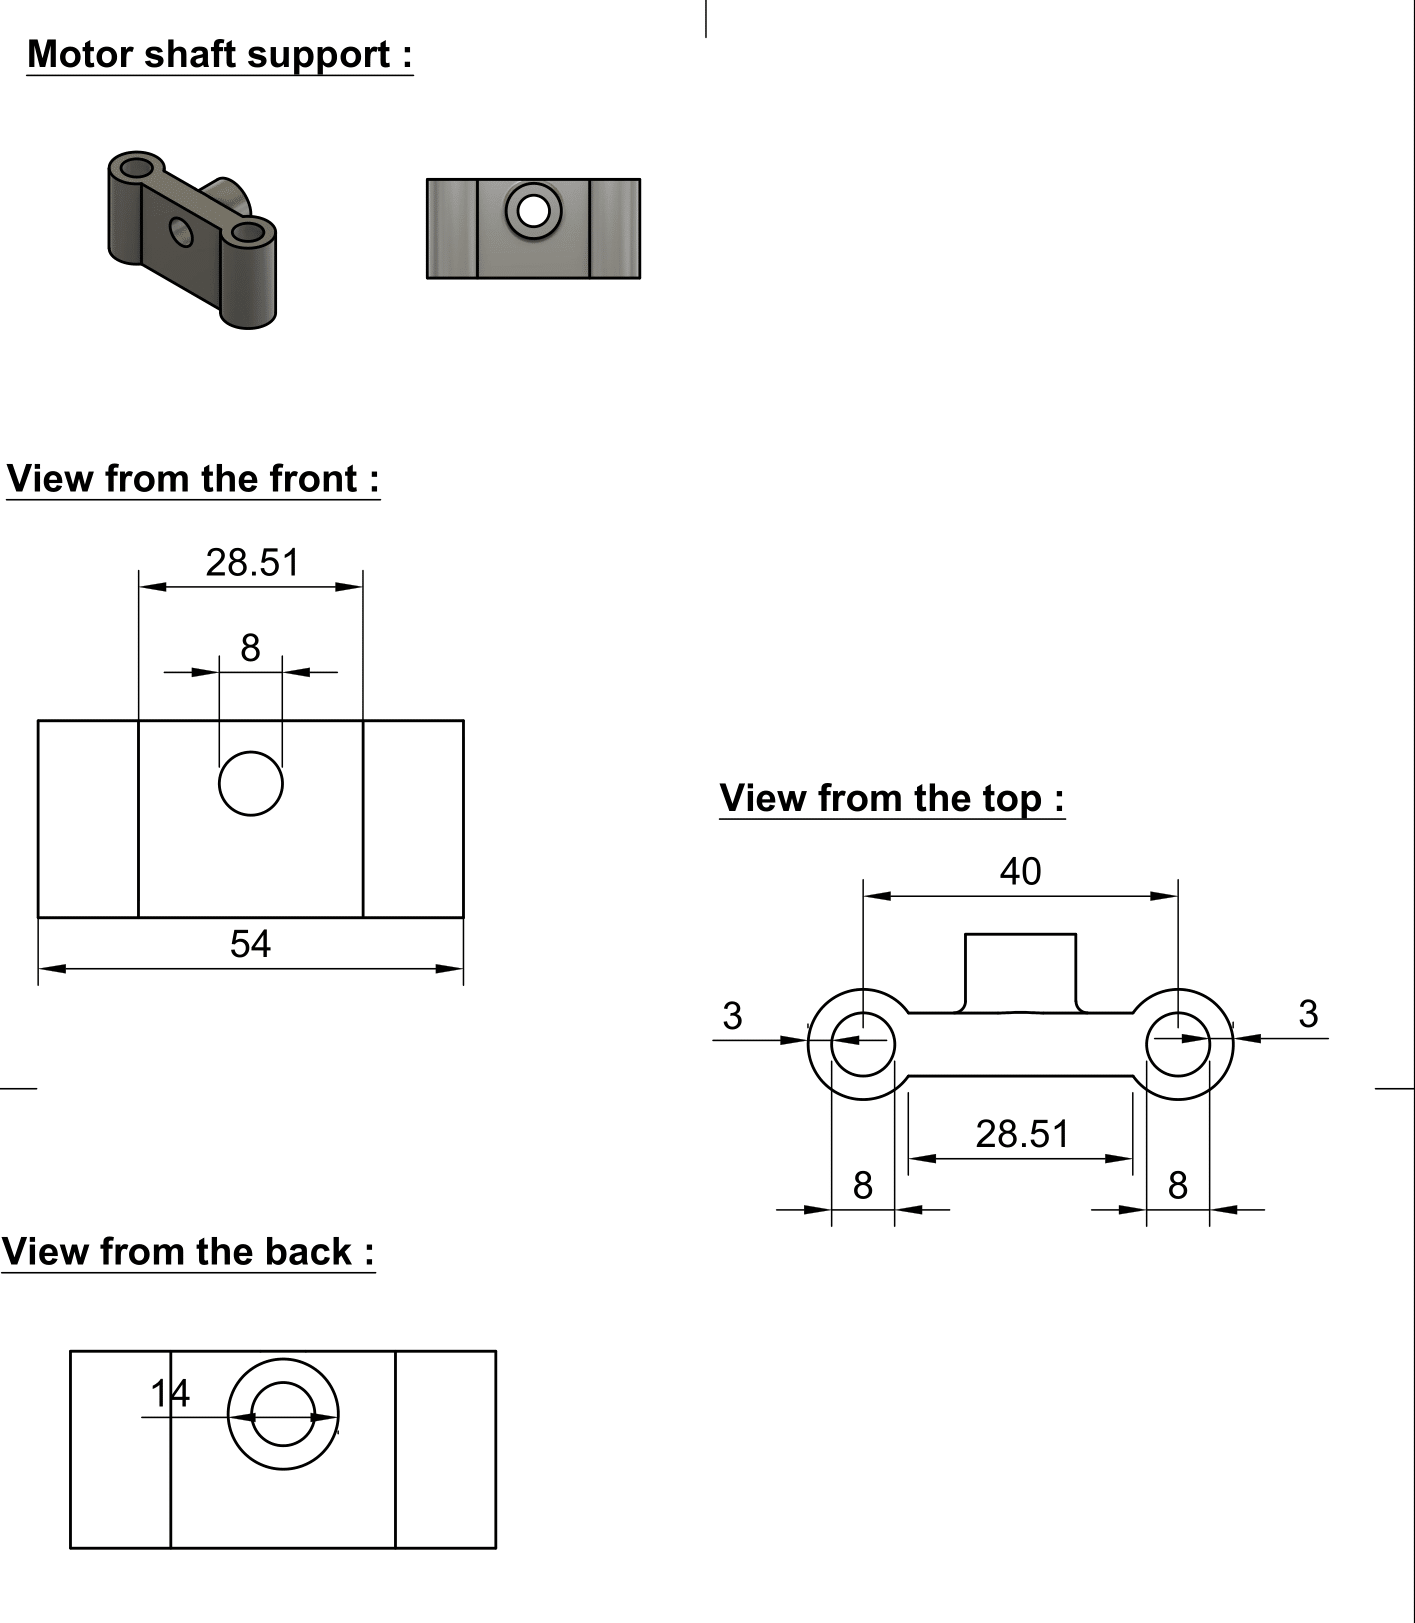 Motor shaft support :
View from the front :
28.51
8
54
View from the top :
40
3
3
28.51
8
8
View from the back :
14